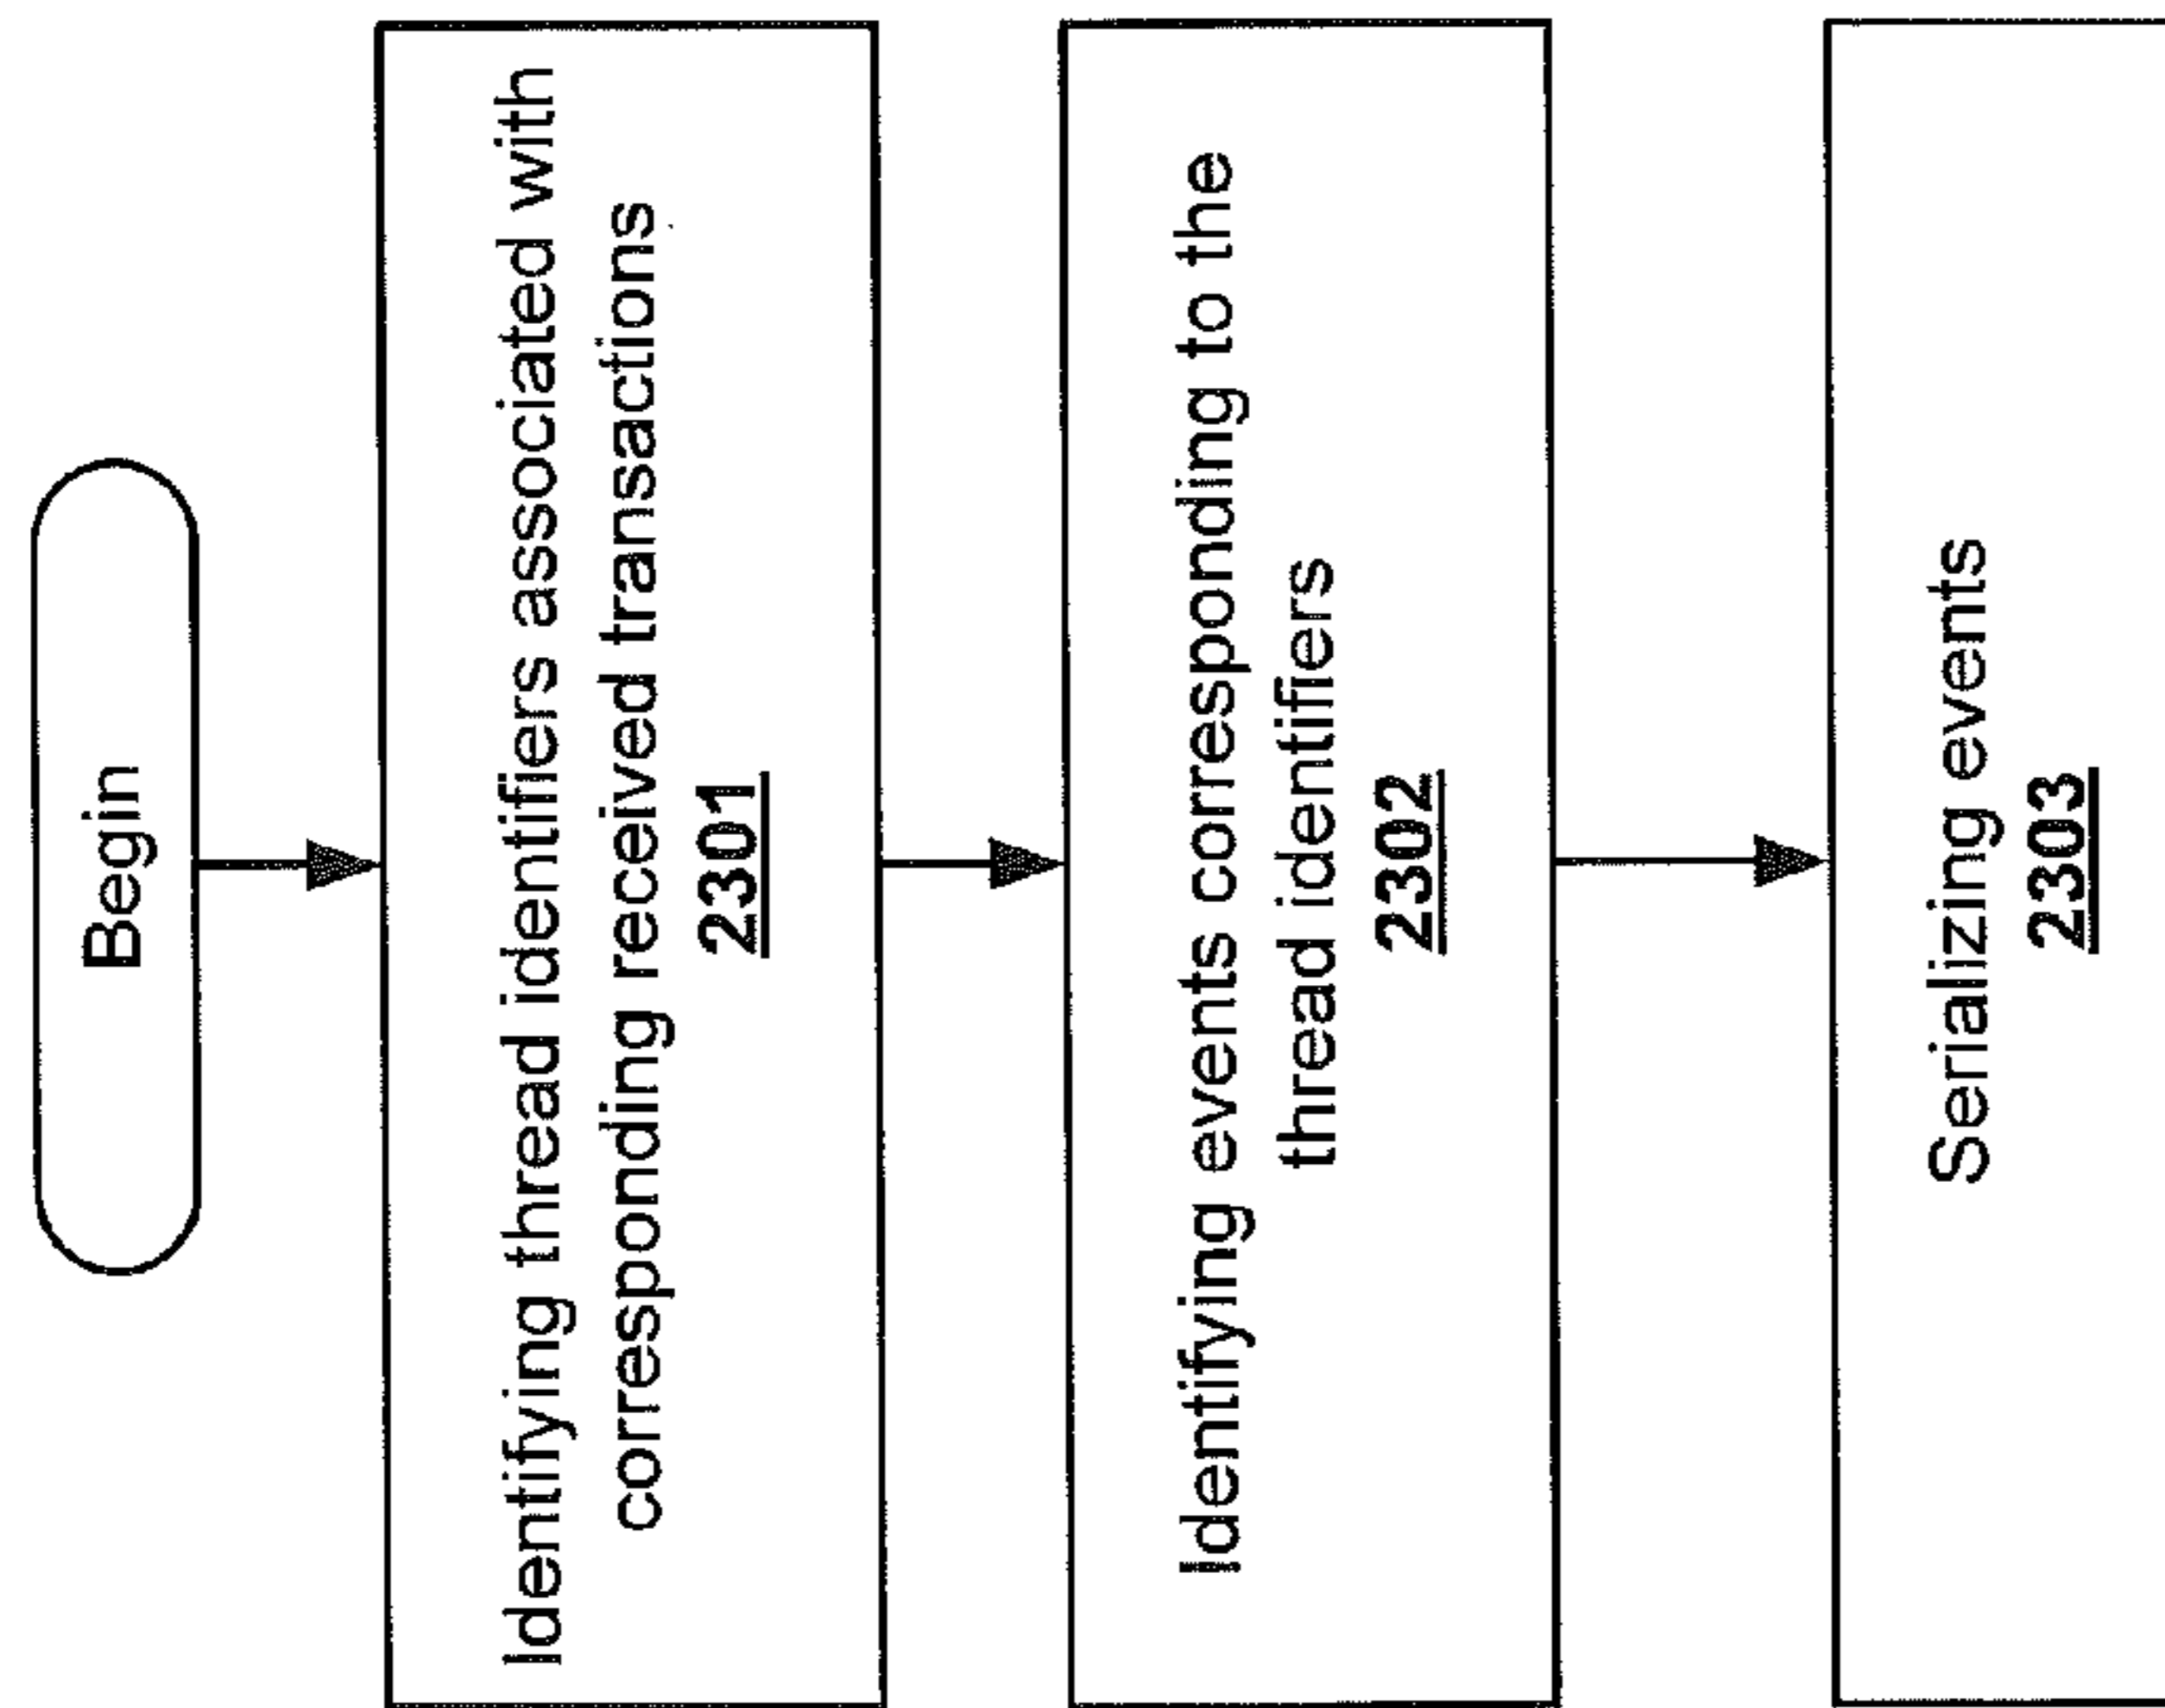 Begin
Identifying thread identifiers associated with
corresponding received transactions
2301
Identifying events corresponding to the
thread identifiers
2302
Serializing events
2303